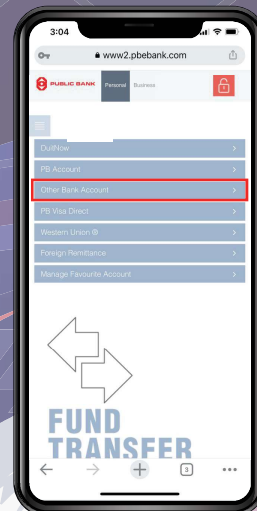 3:04
www2.pbebank.com
PUBLIC BANK Personal Business
DuitNow
PB Account
Other Bank Account
PB Visa Direct
Western Union ®
Foreign Remittance
Manage Favourite Account
FUND
TRANSFER
3